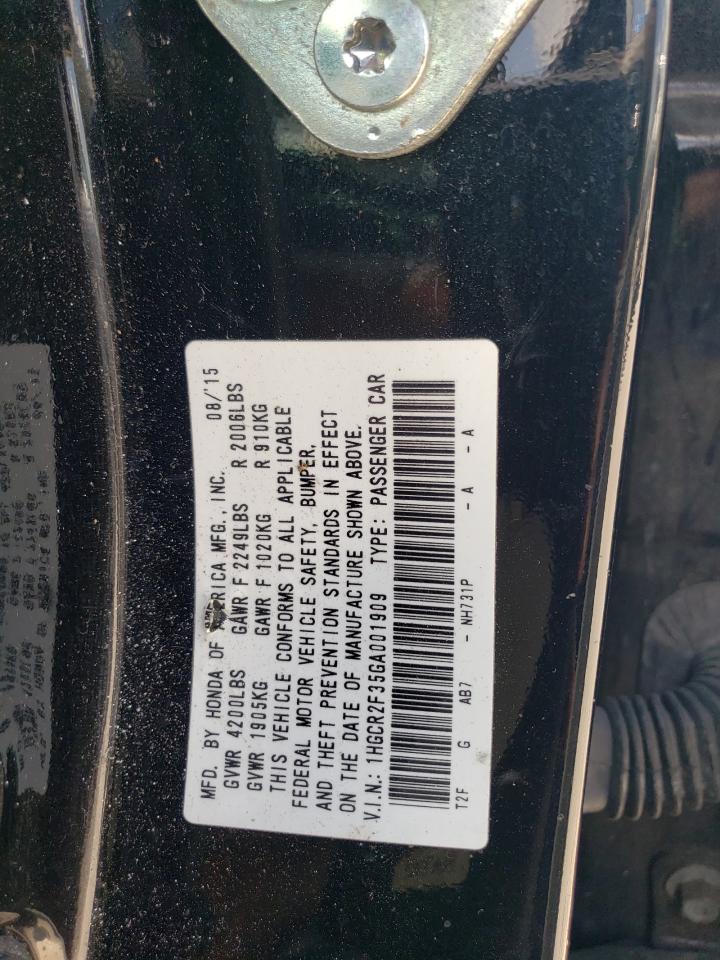 MFD. BY HONDA OF AMERICA MFG., INC. 08/'15
GVWR 4200LBS GAWR F 2249LBS R 2006LBS
GVWR 1905KG GAWR F 1020KG R 910KG
THIS VEHICLE CONFORMS TO ALL APPLICABLE
FEDERAL MOTOR VEHICLE SAFETY, BUMPER,
AND THEFT PREVENTION STANDARDS IN EFFECT
ON THE DATE OF MANUFACTURE SHOWN ABOVE.
V.I.N.: 1HGCR2F35GA001909 TYPE: PASSENGER CAR
T2F G AB7 - NH731P - A - A